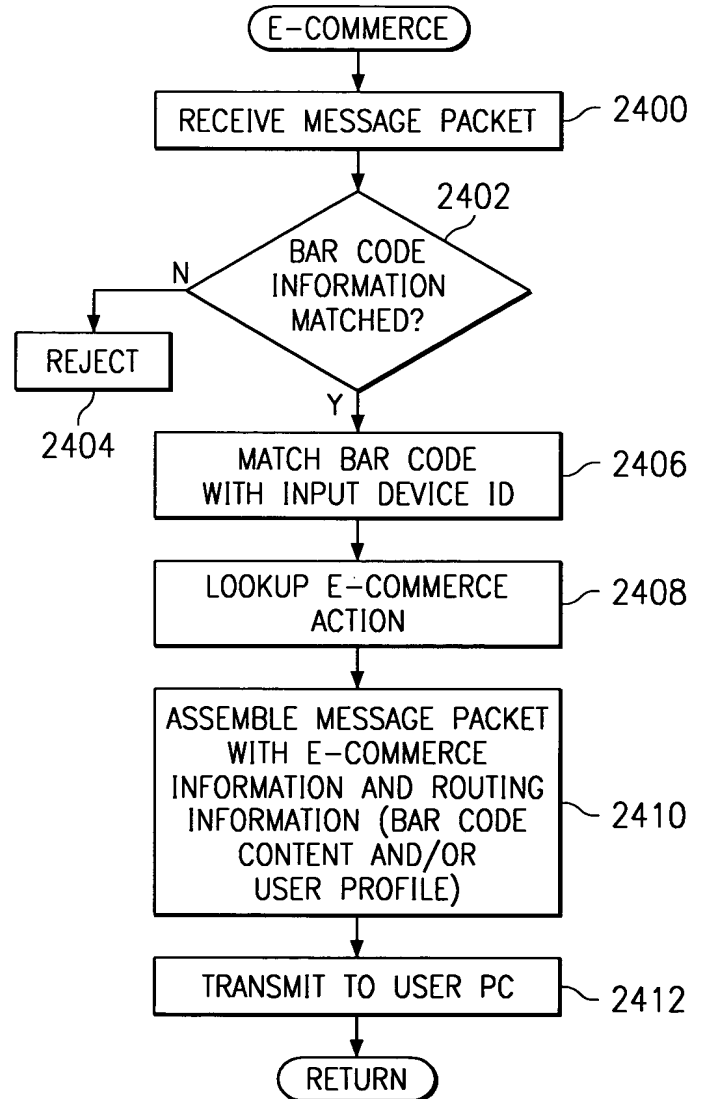 E-COMMERCE
RECEIVE MESSAGE PACKET
2400
2402
BAR CODE
INFORMATION
MATCHED?
N
REJECT
2404
Y
MATCH BAR CODE
WITH INPUT DEVICE ID
2406
LOOKUP E-COMMERCE
ACTION
2408
ASSEMBLE MESSAGE PACKET
WITH E-COMMERCE
INFORMATION AND ROUTING
INFORMATION (BAR CODE
CONTENT AND/OR
USER PROFILE)
2410
TRANSMIT TO USER PC
2412
RETURN